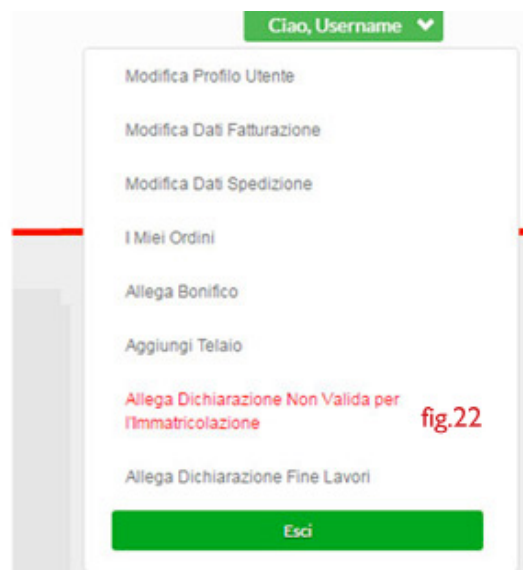 Ciao, Username
Modifica Profilo Utente
Modifica Dati Fatturazione
Modifica Dati Spedizione
I Miei Ordini
Allega Bonifico
Aggiungi Telaio
Allega Dichiarazione Non Valida per
l'Immatricolazione
fig.22
Allega Dichiarazione Fine Lavori
Esci